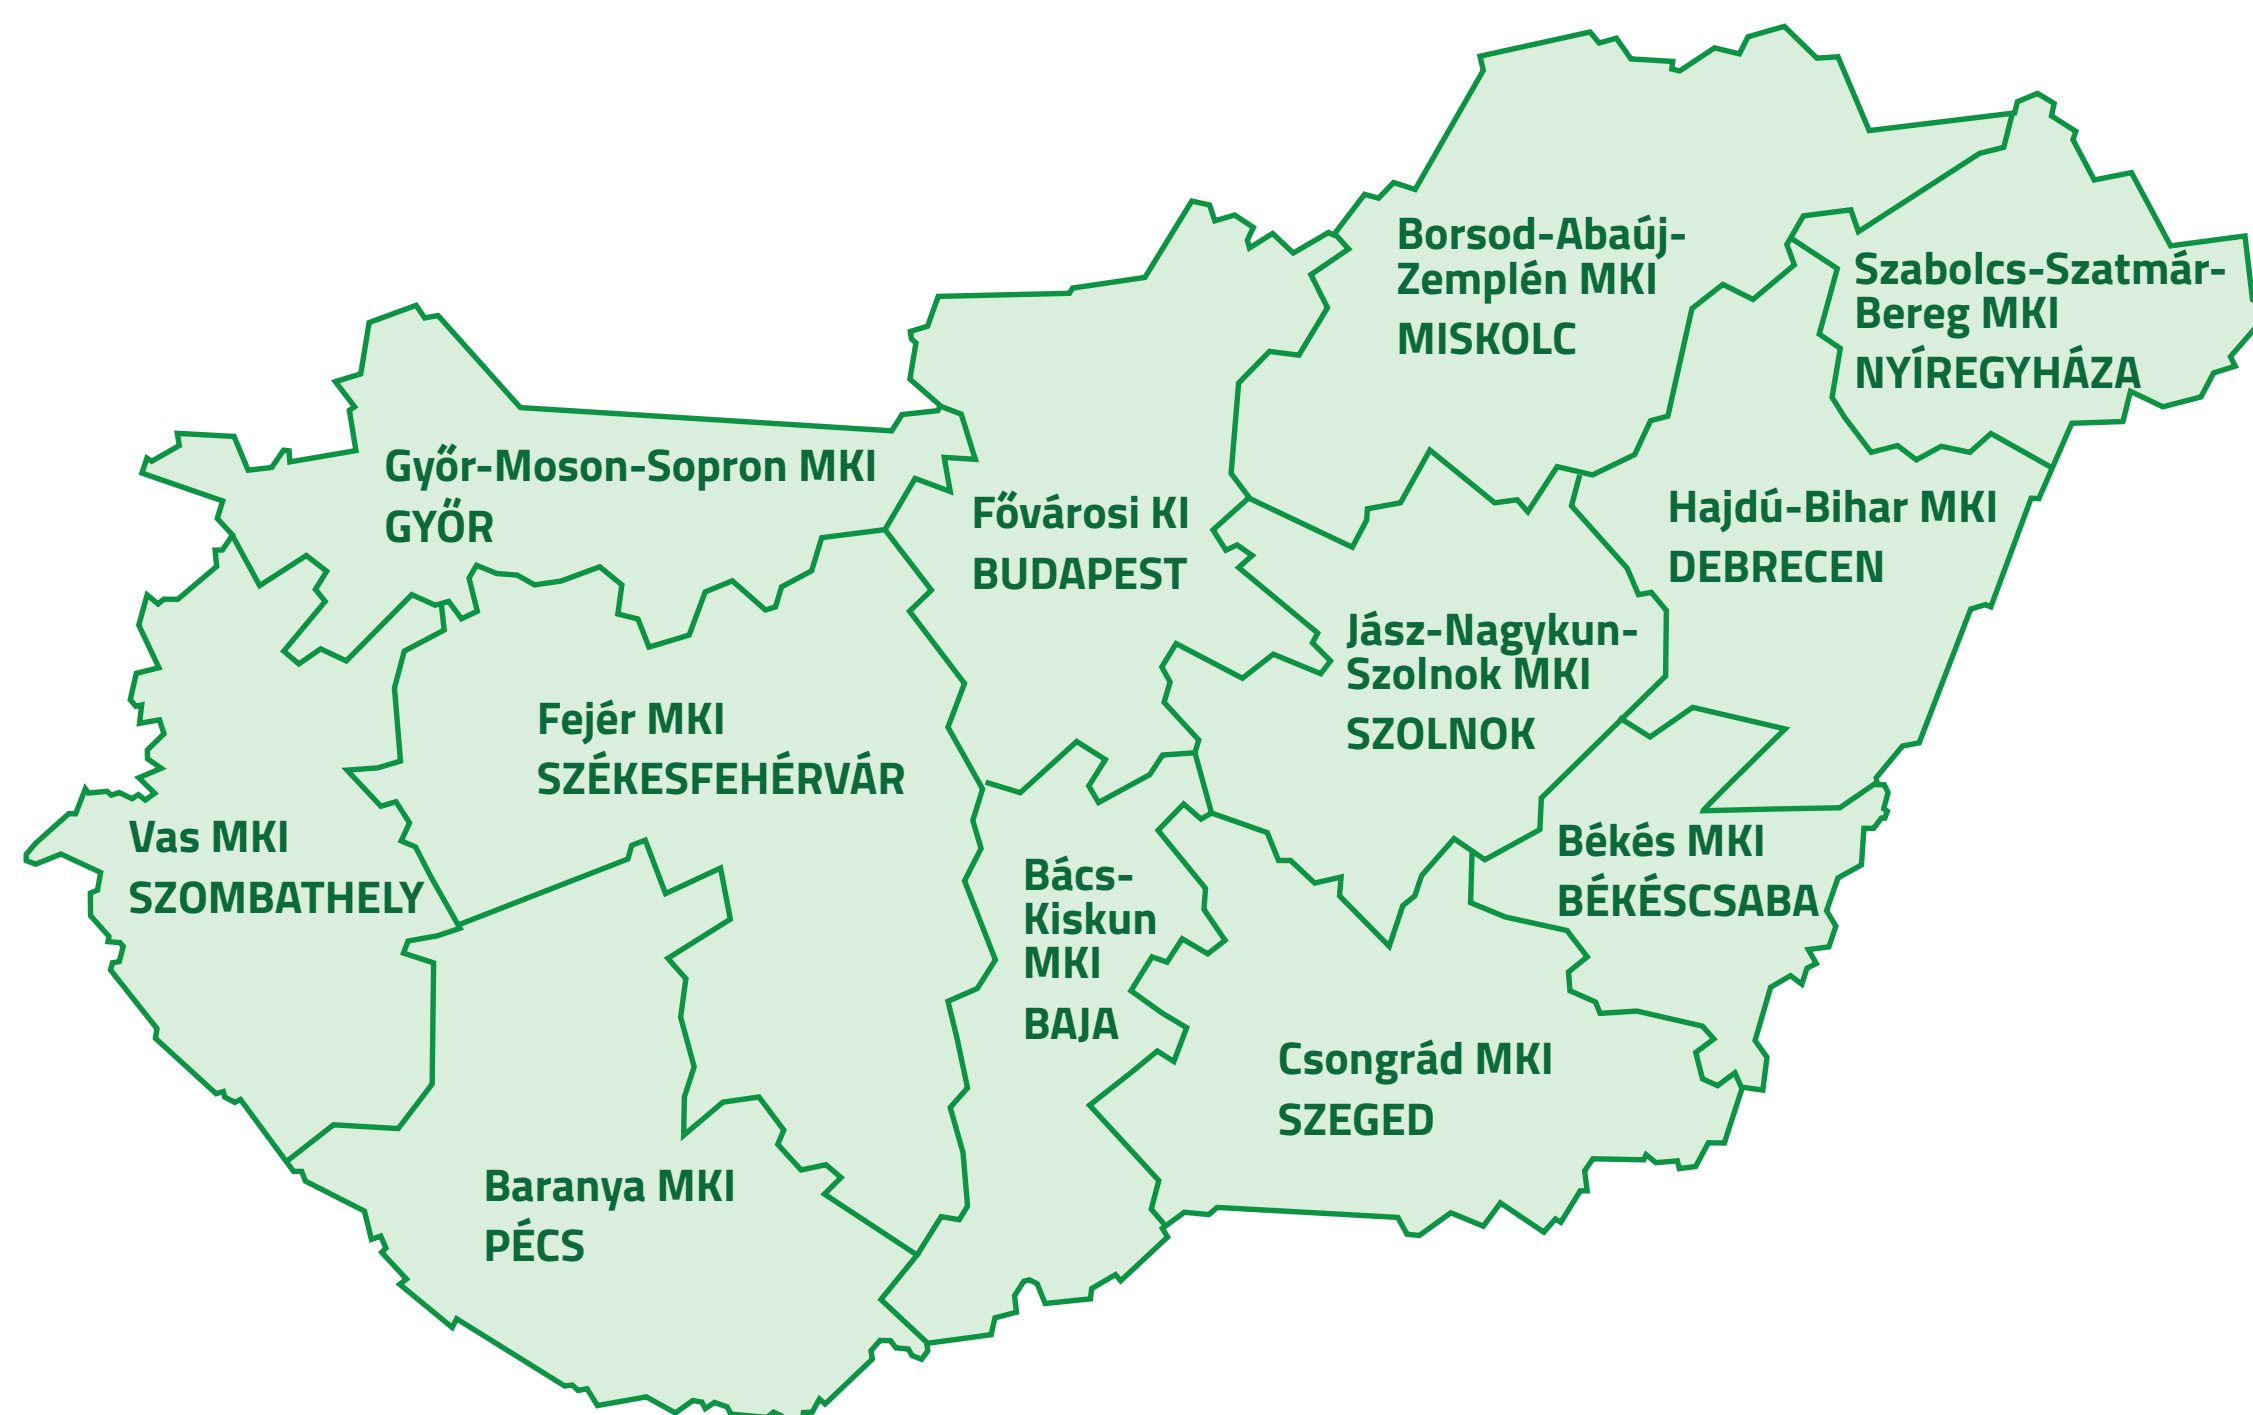 Borsod-Abaúj-
Zemplén MKI
MISKOLC
Szabolcs-Szatmár-
Bereg MKI
NYÍREGYHÁZA
Győr-Moson-Sopron MKI
GYŐR
Fővárosi KI
BUDAPEST
Hajdú-Bihar MKI
DEBRECEN
Jász-Nagykun-
Szolnok MKI
SZOLNOK
Fejér MKI
SZÉKESFEHÉRVÁR
Vas MKI
SZOMBATHELY
Bács-
Kiskun
MKI
BAJA
Békés MKI
BÉKÉSCSABA
Csongrád MKI
SZEGED
Baranya MKI
PÉCS